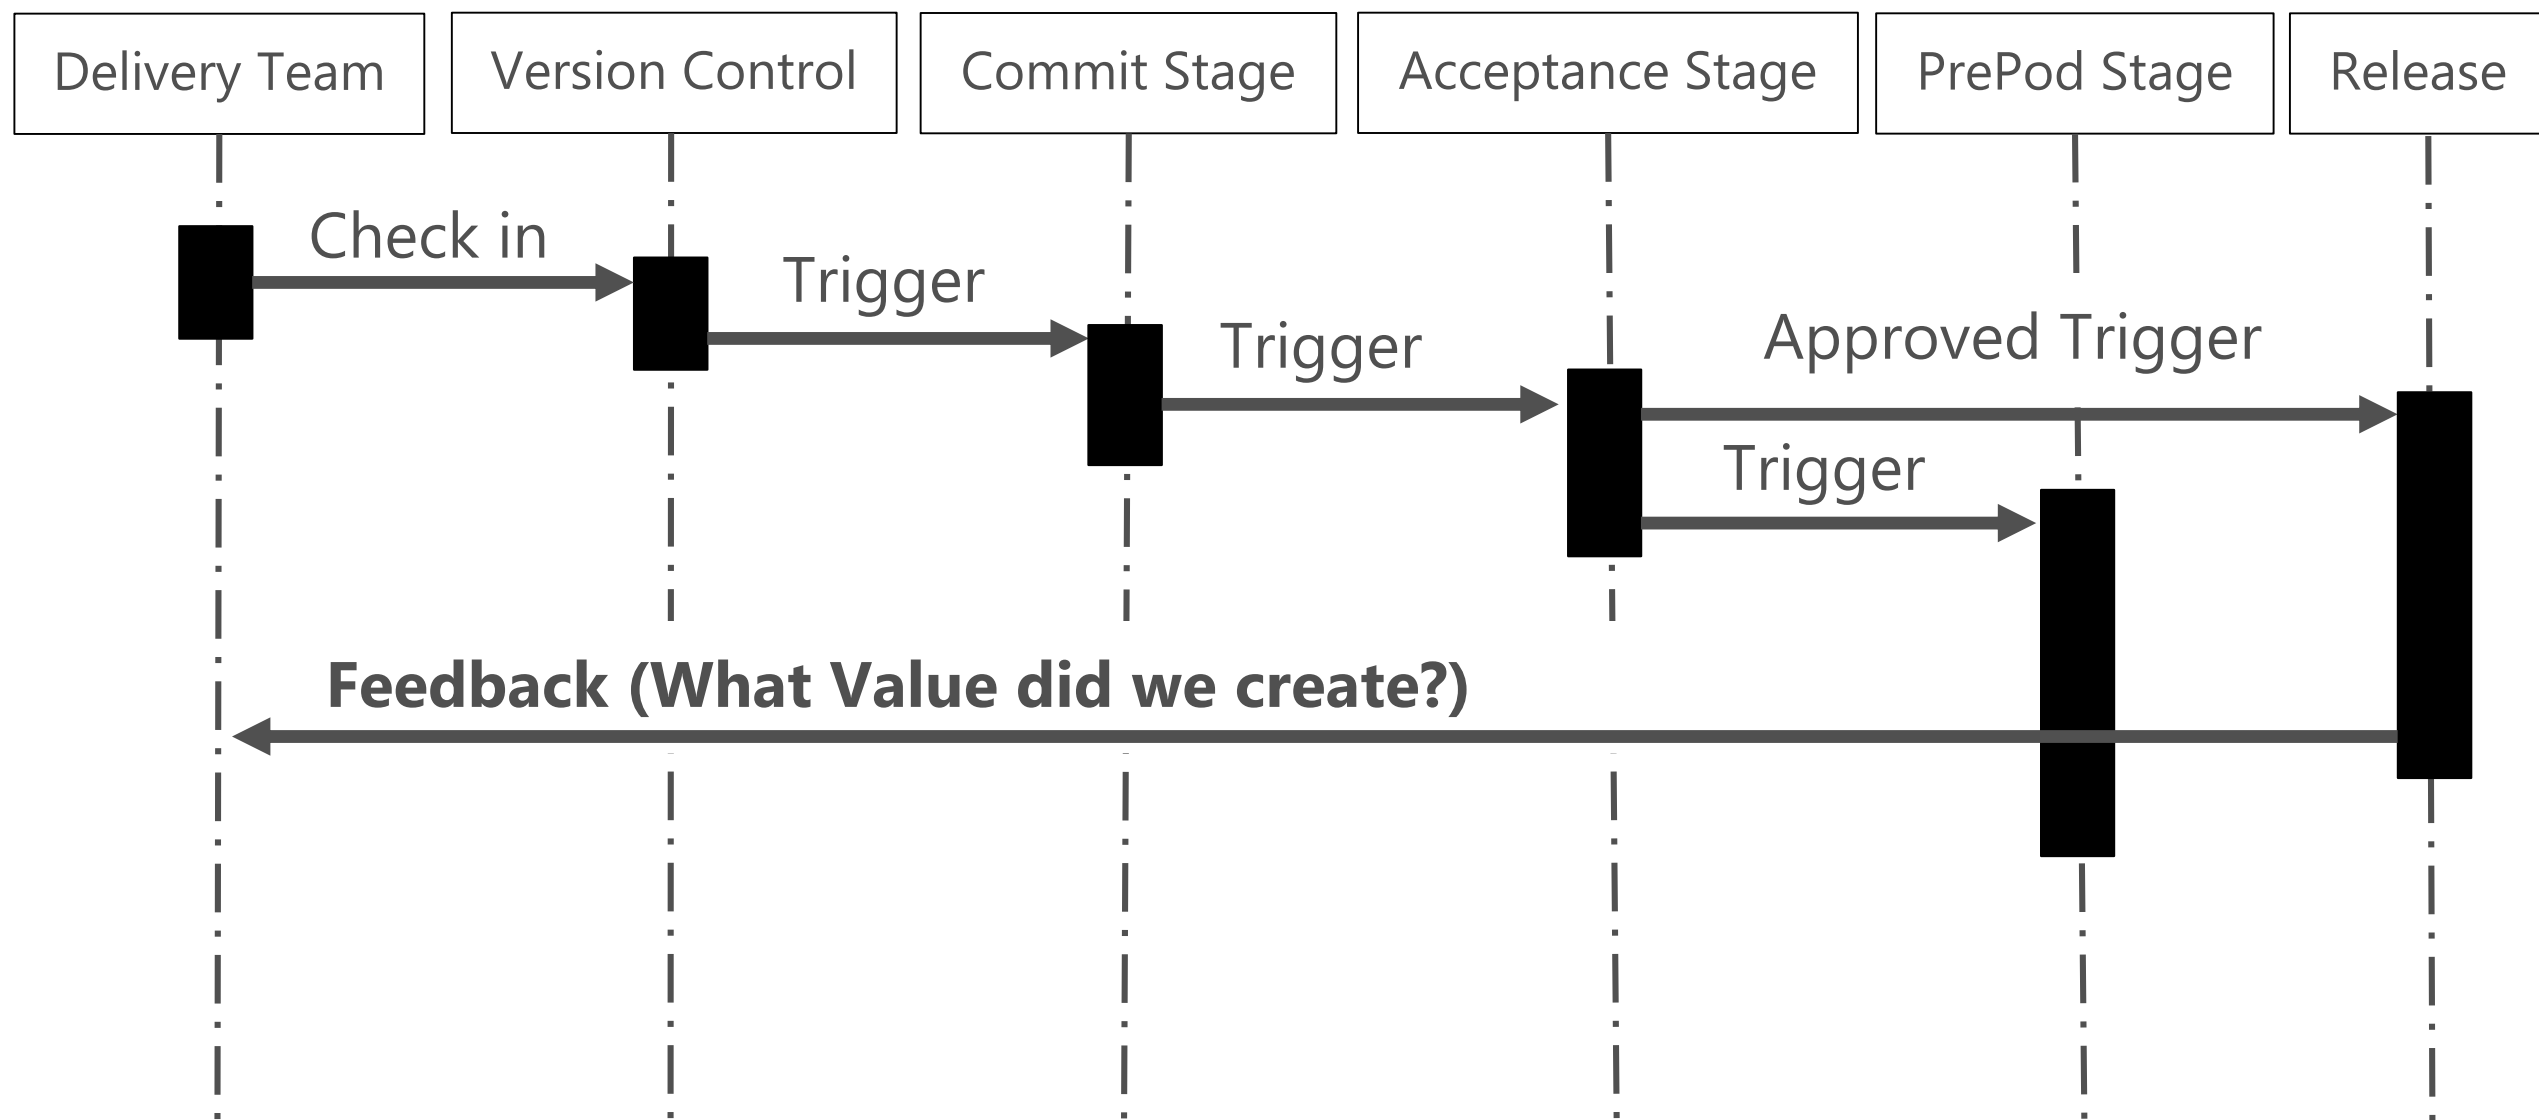 Delivery Team
Version Control
Commit Stage
Acceptance Stage
PrePod Stage
Release
Check in
Trigger
Trigger
Approved Trigger
Trigger
Feedback (What Value did we create?)